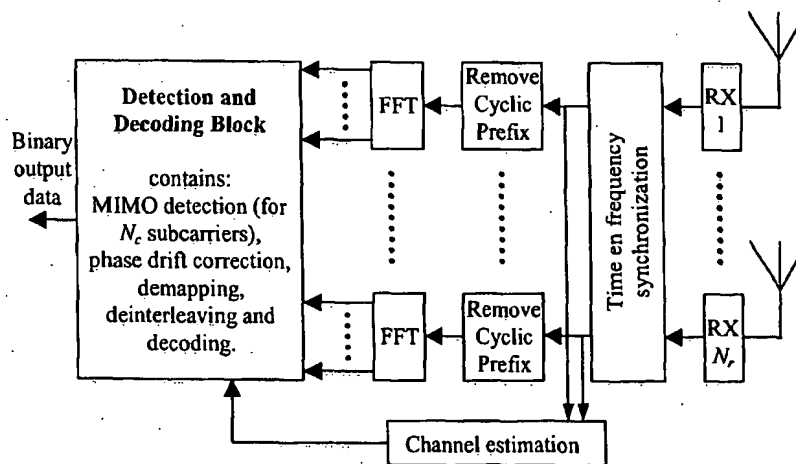 Detection and
Decoding Block
contains:
MIMO detection (for
N_c subcarriers),
phase drift correction,
demapping,
deinterleaving and
decoding.
Binary
output
data
FFT
Remove
Cyclic
Prefix
Time en frequency
synchronization
RX
1
FFT
Remove
Cyclic
Prefix
RX
N_r
Channel estimation